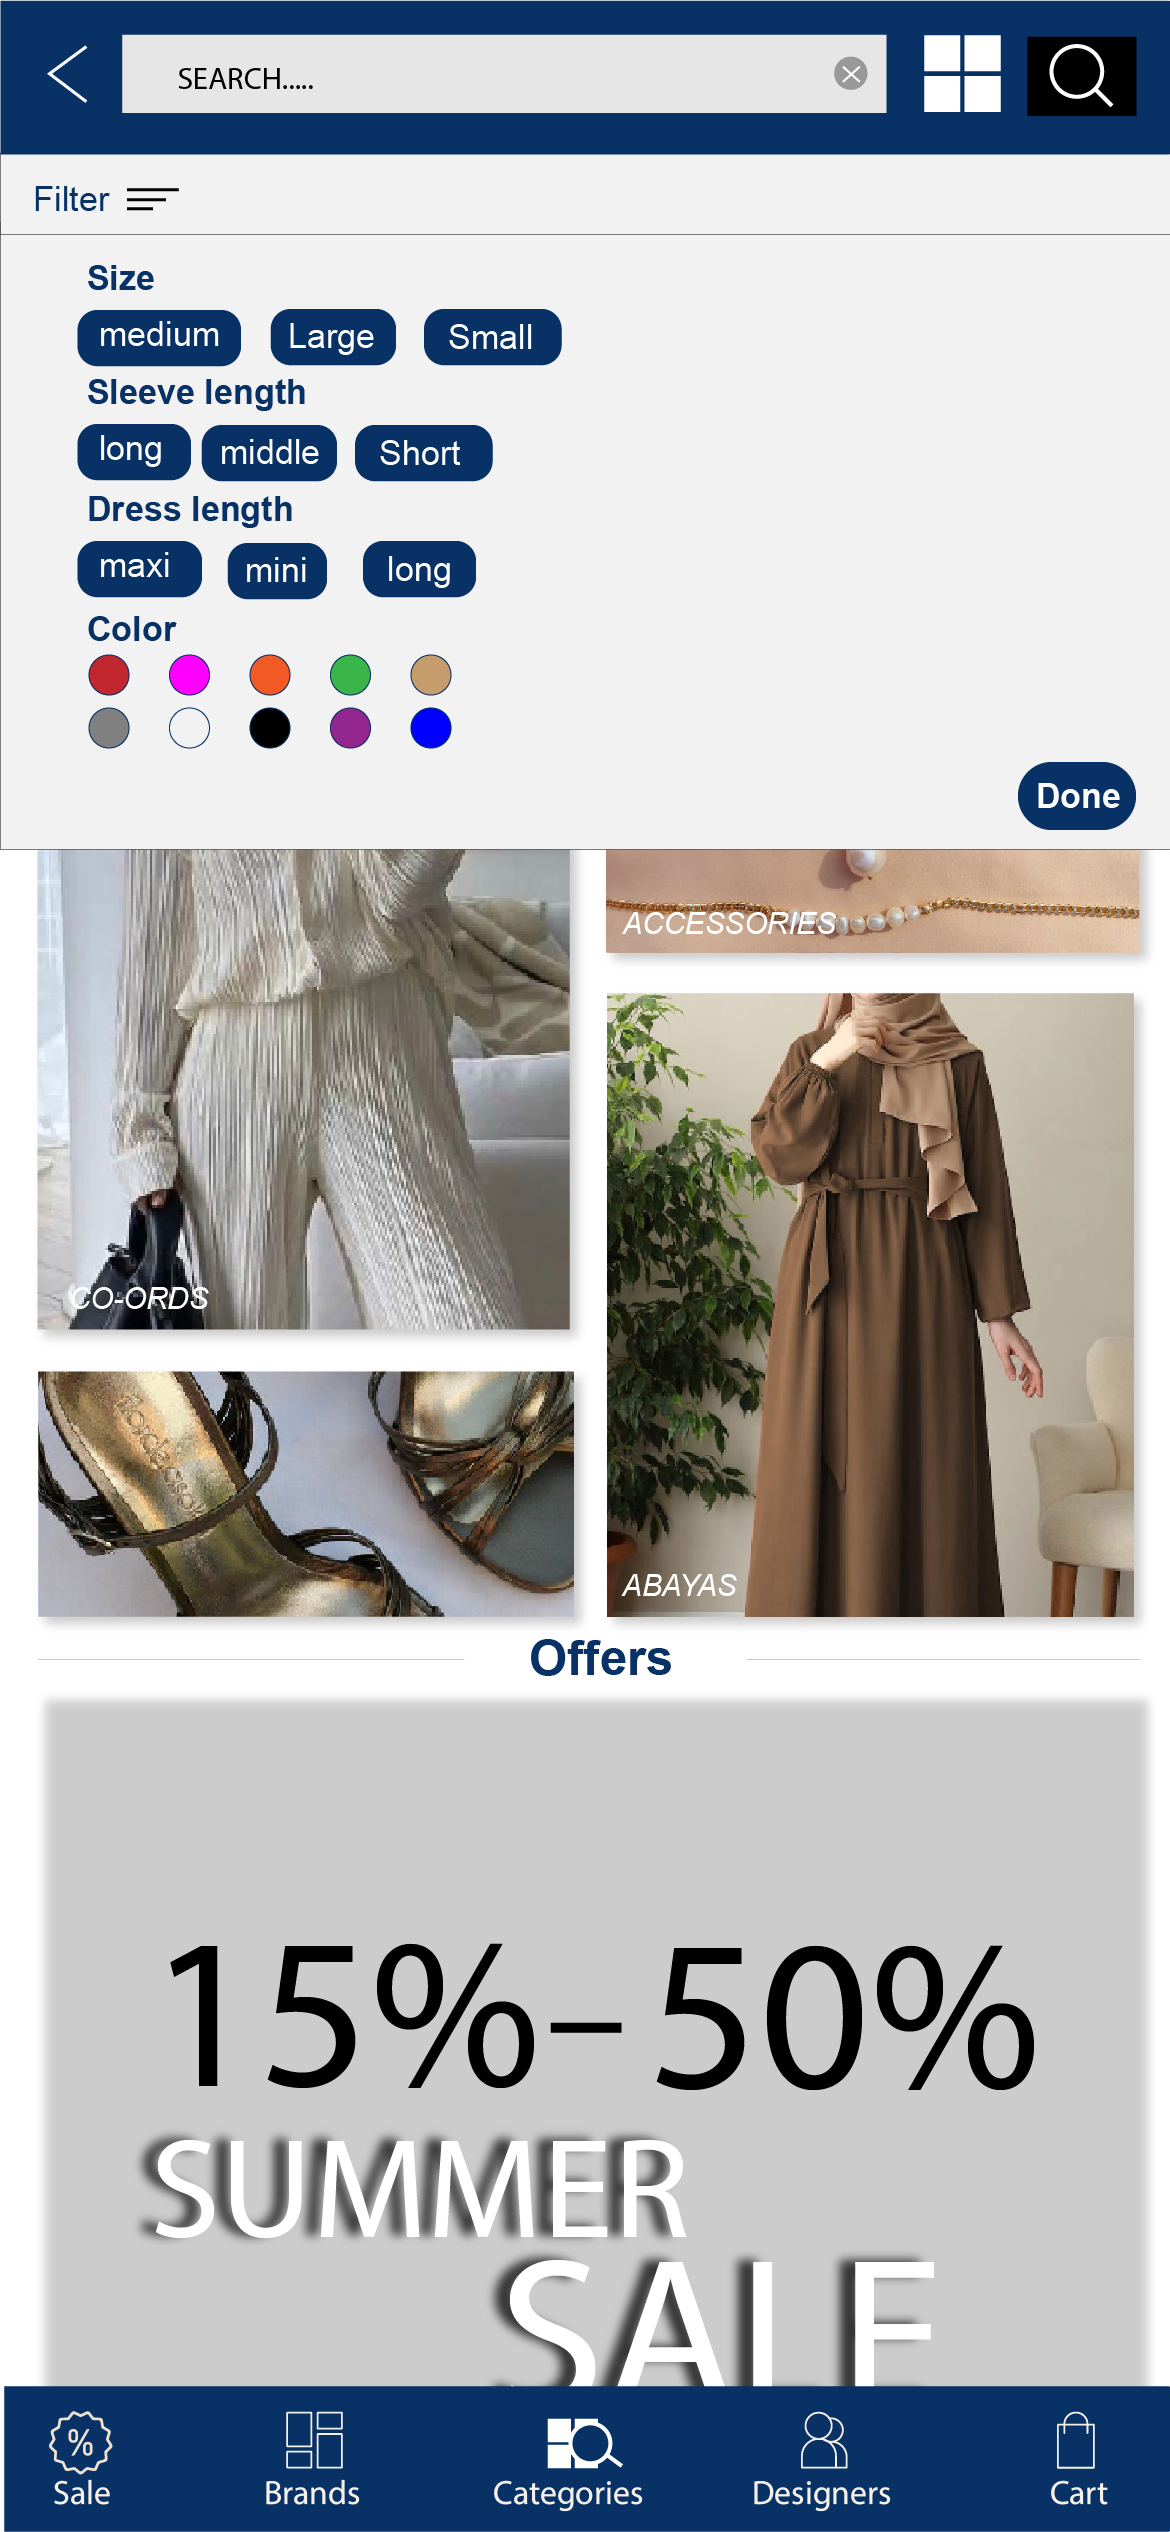 SEARCH.....
Filter
Size
medium Large Small
Sleeve length
long middle Short
Dress length
maxi mini long
Color
Done
ACCESSORIES
CO-ORDS
ABAYAS
Offers
15%–50%
SUMMER
SALE
%
Sale Brands Categories Designers Cart